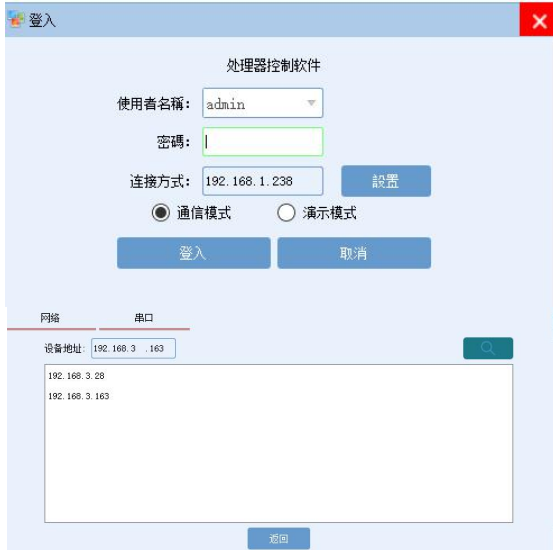 登入
处理器控制软件
使用者名稱： admin
密碼：
连接方式： 192.168.1.238 設置
通信模式 演示模式
登入 取消
网络 串口
设备地址: 192.168.3 .163
192.168.3.28
192.168.3.163
返回